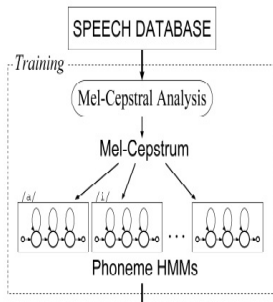 SPEECH DATABASE
Training
Mel-Cepstral Analysis
Mel-Cepstrum
/a/ /i/
...
Phoneme HMMs